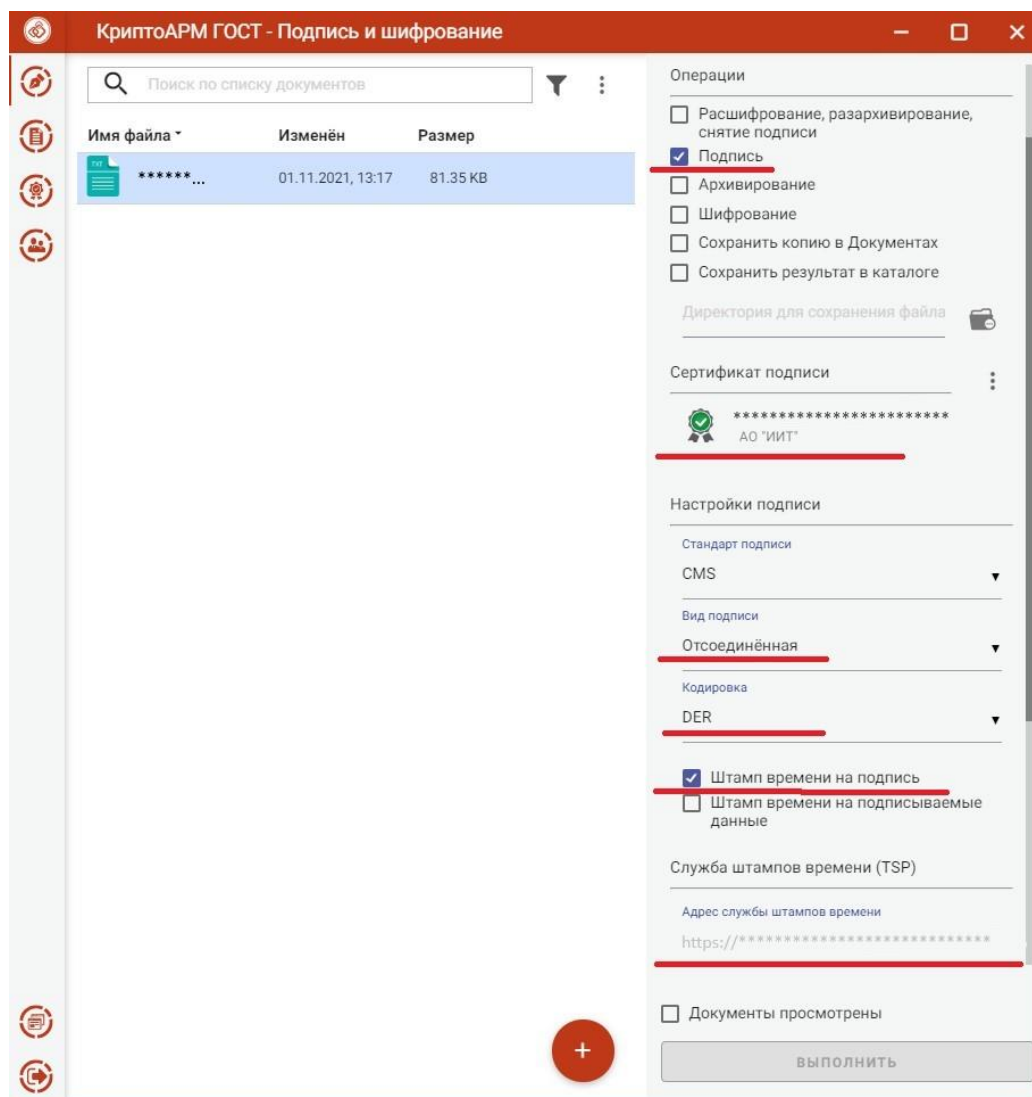 КриптоАРМ ГОСТ - Подпись и шифрование
Поиск по списку документов
Имя файла Изменён Размер
TXT
******... 01.11.2021, 13:17 81.35 KB
Операции
Расшифрование, разархивирование,
снятие подписи
Подпись
Архивирование
Шифрование
Сохранить копию в Документах
Сохранить результат в каталоге
Директория для сохранения файла
Сертификат подписи
************************
АО "ИИТ"
Настройки подписи
Стандарт подписи
CMS
Вид подписи
Отсоединённая
Кодировка
DER
Штамп времени на подпись
Штамп времени на подписываемые
данные
Служба штампов времени (TSP)
Адрес службы штампов времени
https://****************************
Документы просмотрены
ВЫПОЛНИТЬ